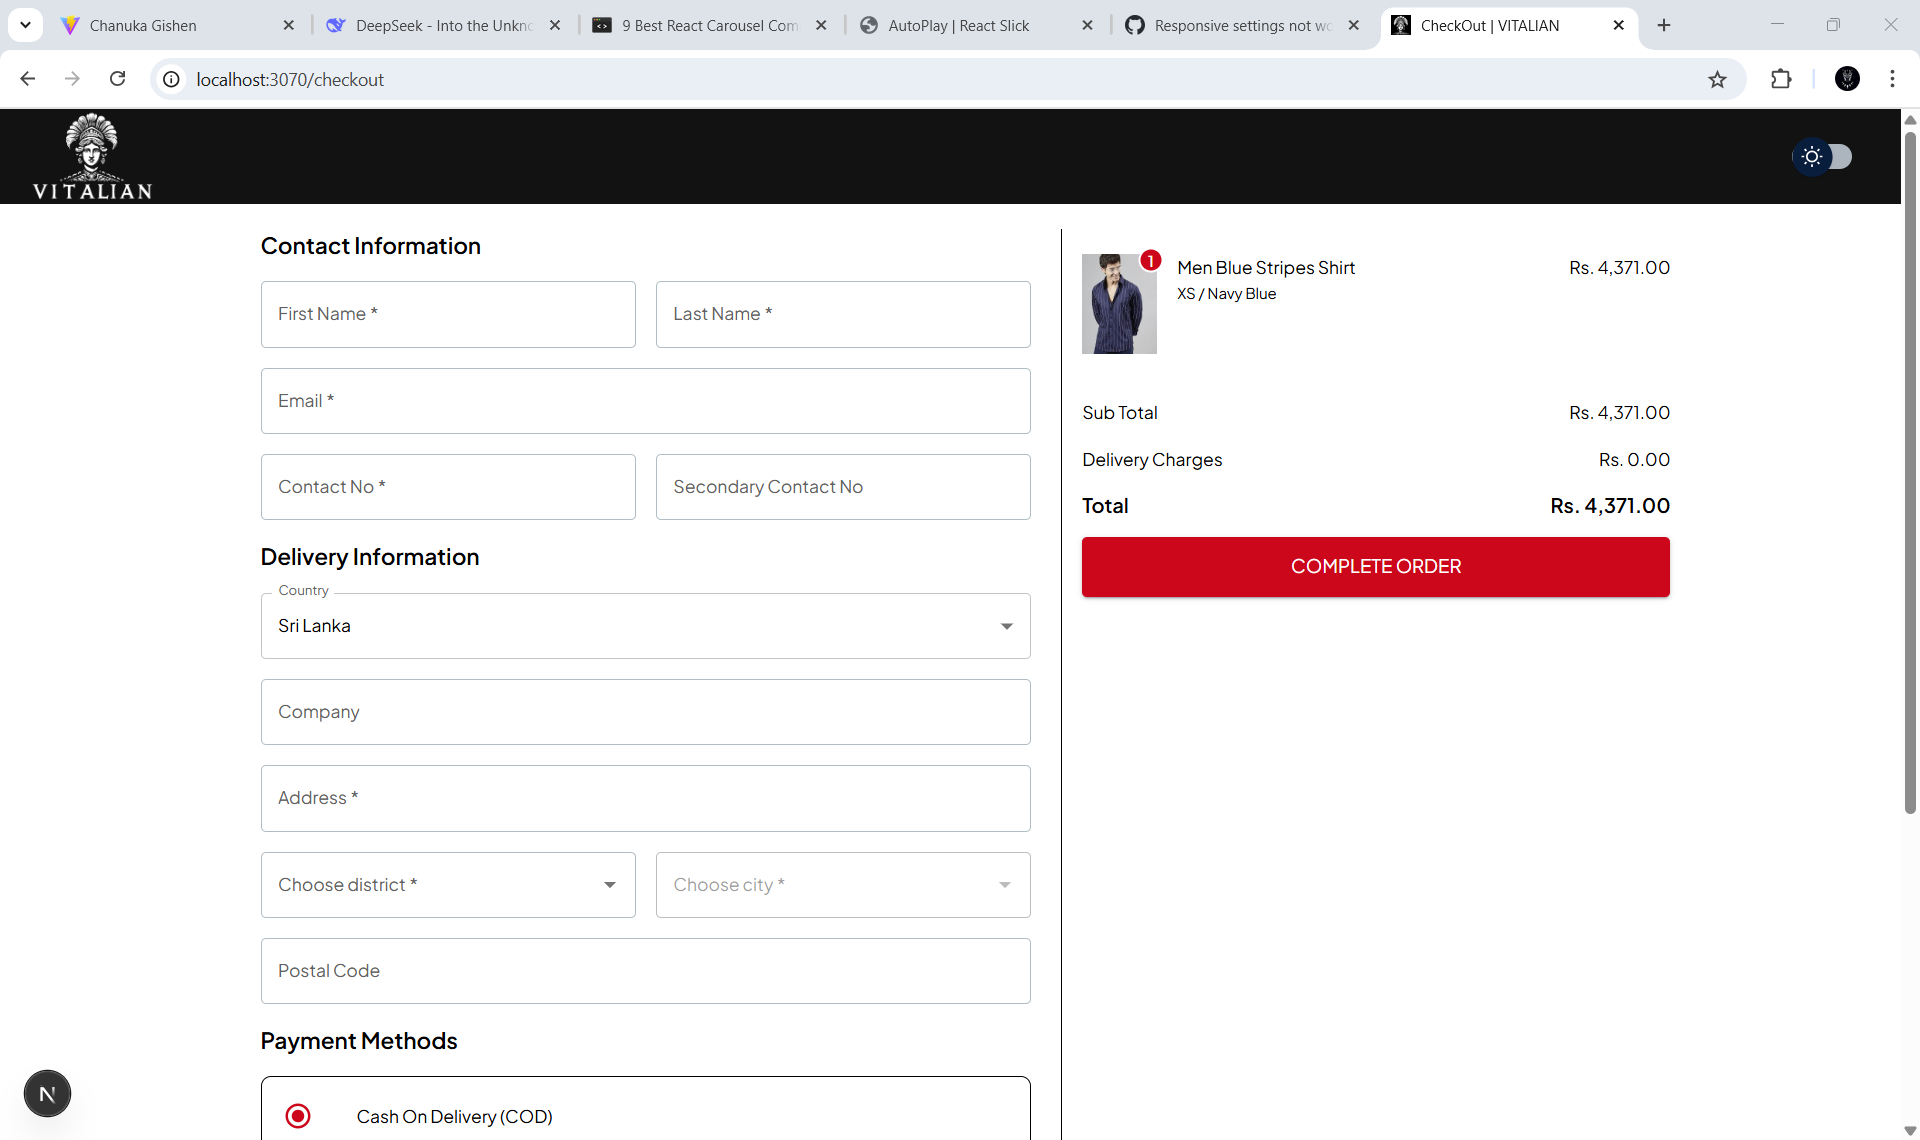 Chanuka Gishen
DeepSeek - Into the Unkno
9 Best React Carousel Com
AutoPlay | React Slick
Responsive settings not wo
CheckOut | VITALIAN
localhost:3070/checkout
VITALIAN
Contact Information
First Name *
Last Name *
Email *
Contact No *
Secondary Contact No
Delivery Information
Country
Sri Lanka
Company
Address *
Choose district *
Choose city *
Postal Code
Payment Methods
Cash On Delivery (COD)
1
Men Blue Stripes Shirt
Rs. 4,371.00
XS / Navy Blue
Sub Total
Rs. 4,371.00
Delivery Charges
Rs. 0.00
Total
Rs. 4,371.00
COMPLETE ORDER
N